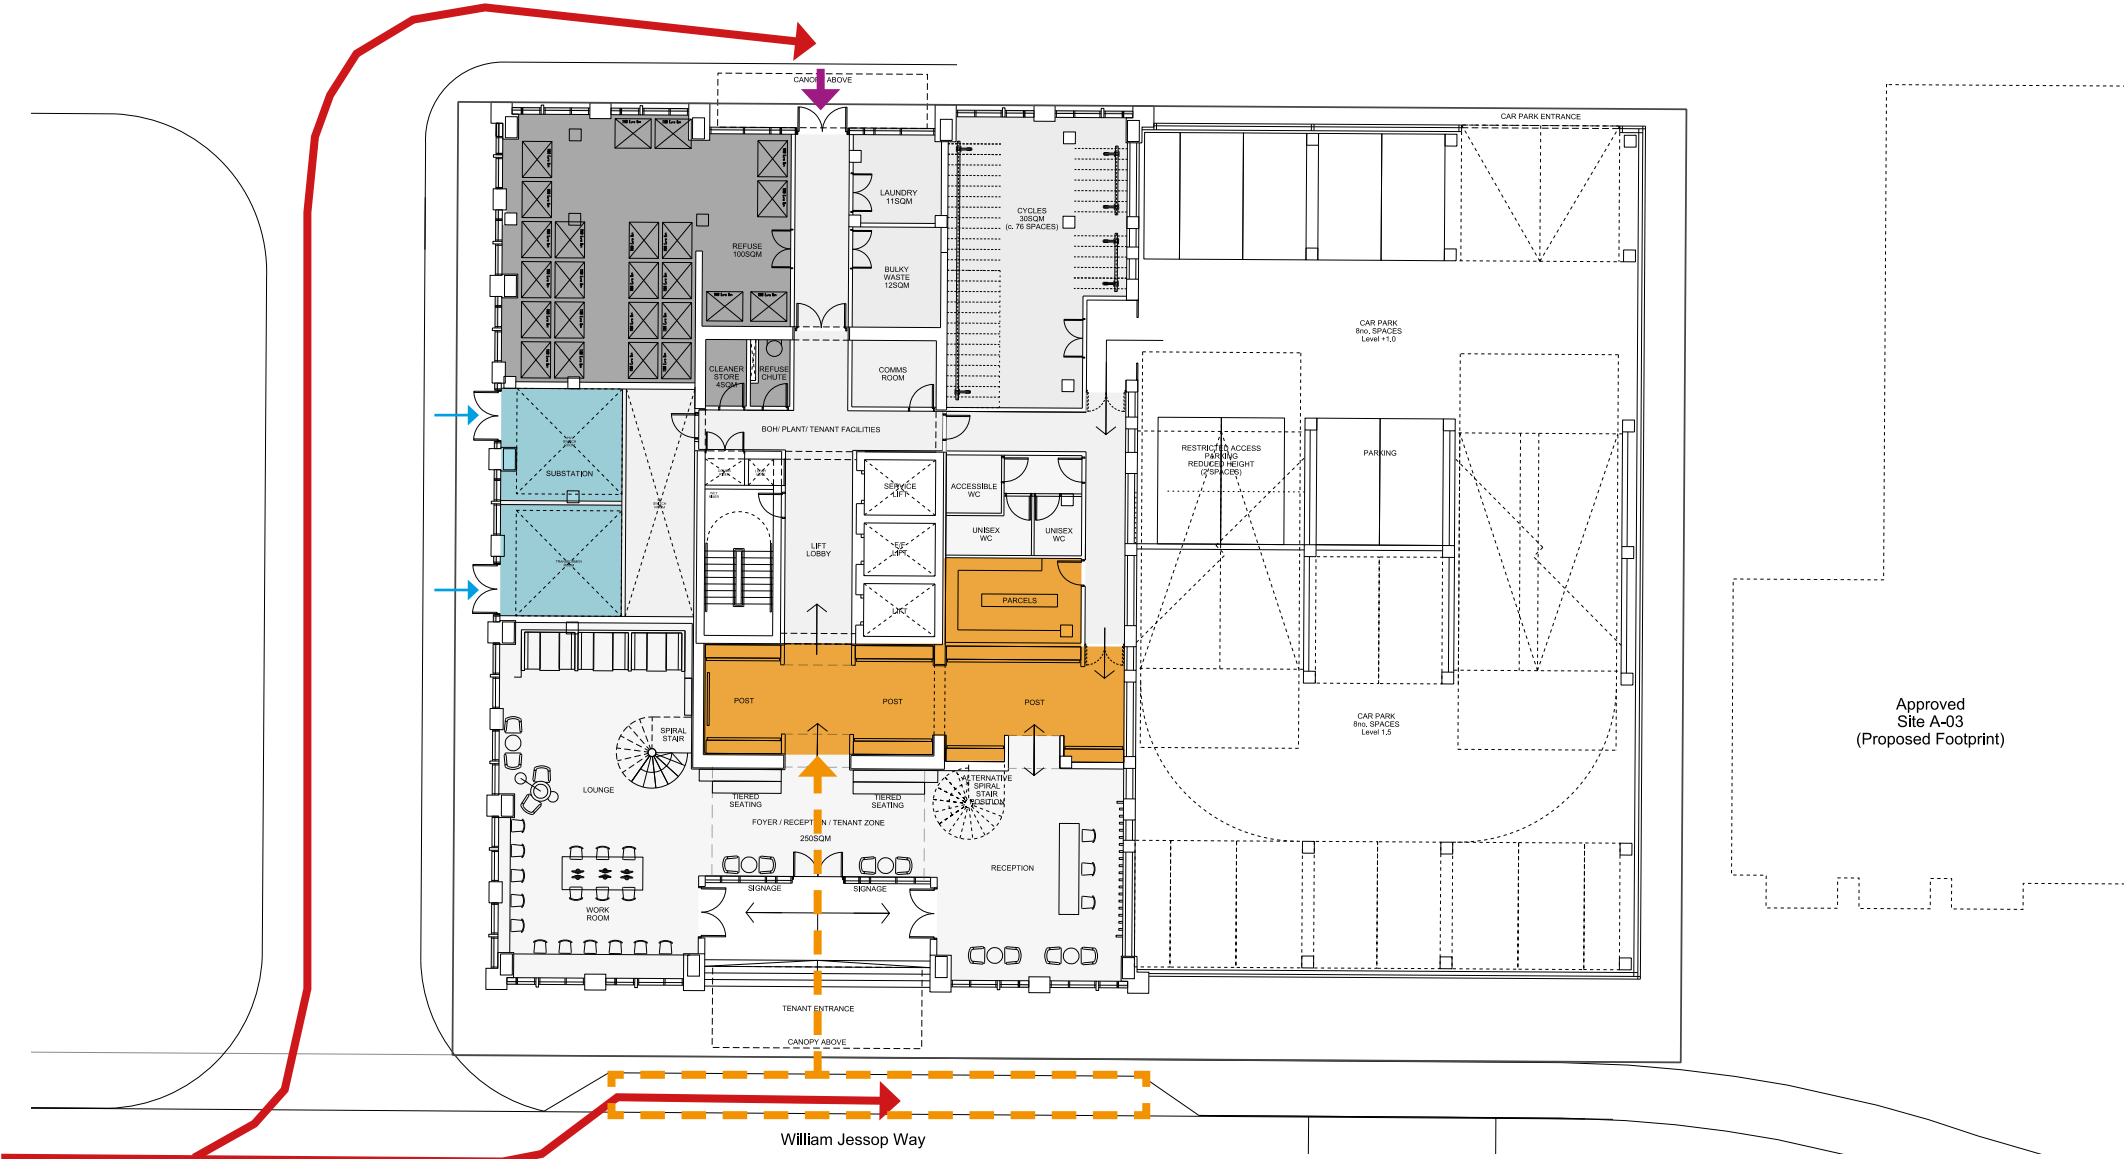 CANOPY ABOVE
CAR PARK ENTRANCE
LAUNDRY
11SQM
CYCLES
30SQM
(c. 76 SPACES)
REFUSE
100SQM
BULKY
WASTE
12SQM
CAR PARK
8no. SPACES
Level +1.0
CLEANER
STORE
4SQM
REFUSE
CHUTE
COMMS
ROOM
BOH/ PLANT/ TENANT FACILITIES
RESTRICTED ACCESS
PARKING
REDUCED HEIGHT
(2 SPACES)
PARKING
SUBSTATION
SERVICE
LIFT
ACCESSIBLE
WC
UNISEX
WC
UNISEX
WC
LIFT
LOBBY
F/F
LIFT
LIFT
PARCELS
POST
POST
POST
SPIRAL
STAIR
CAR PARK
8no. SPACES
Level 1.5
Approved
Site A-03
(Proposed Footprint)
LOUNGE
TIERED
SEATING
TIERED
SEATING
ALTERNATIVE
SPIRAL
STAIR
POSITION
FOYER / RECEPTION / TENANT ZONE
250SQM
RECEPTION
SIGNAGE
SIGNAGE
WORK
ROOM
TENANT ENTRANCE
CANOPY ABOVE
William Jessop Way